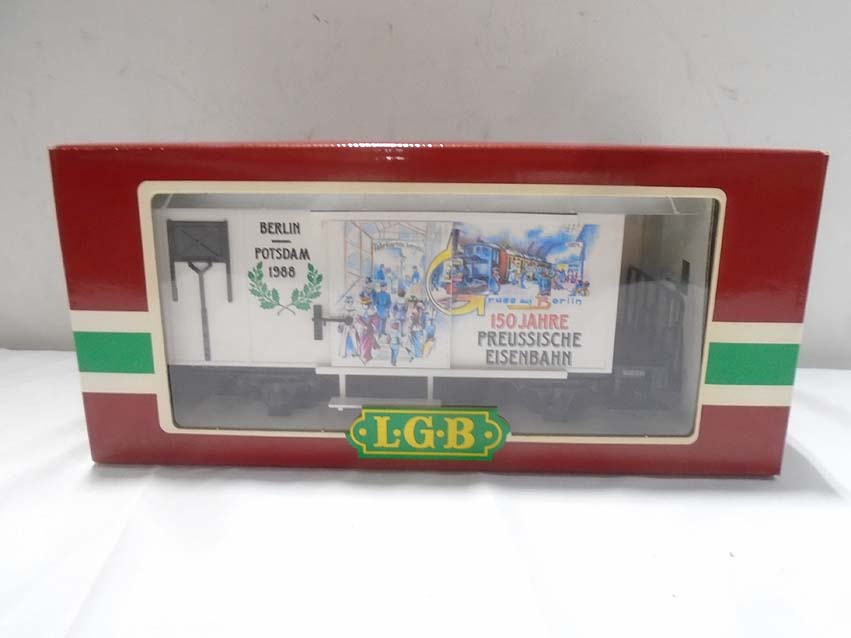 BERLIN
POTSDAM
1988
Gruss aus Berlin
150 JAHRE
PREUSSISCHE
EISENBAHN
L·G·B